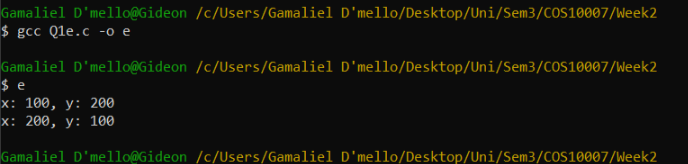 Gamaliel D'mello@Gideon /c/Users/Gamaliel D'mello/Desktop/Uni/Sem3/COS10007/Week2
$ gcc Q1e.c -o e
Gamaliel D'mello@Gideon /c/Users/Gamaliel D'mello/Desktop/Uni/Sem3/COS10007/Week2
$ e
x: 100, y: 200
x: 200, y: 100
Gamaliel D'mello@Gideon /c/Users/Gamaliel D'mello/Desktop/Uni/Sem3/COS10007/Week2